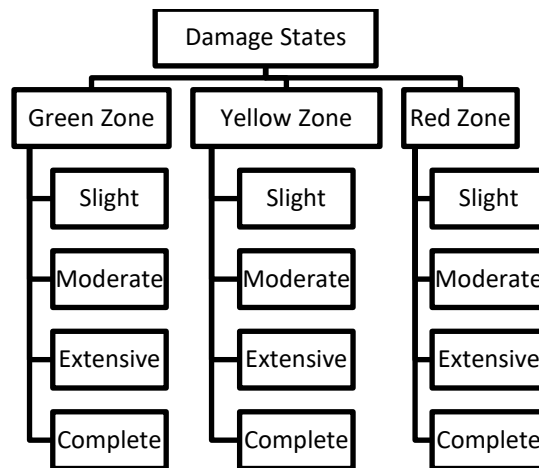 Damage States
Green Zone
Yellow Zone
Red Zone
Slight
Moderate
Extensive
Complete
Slight
Moderate
Extensive
Complete
Slight
Moderate
Extensive
Complete